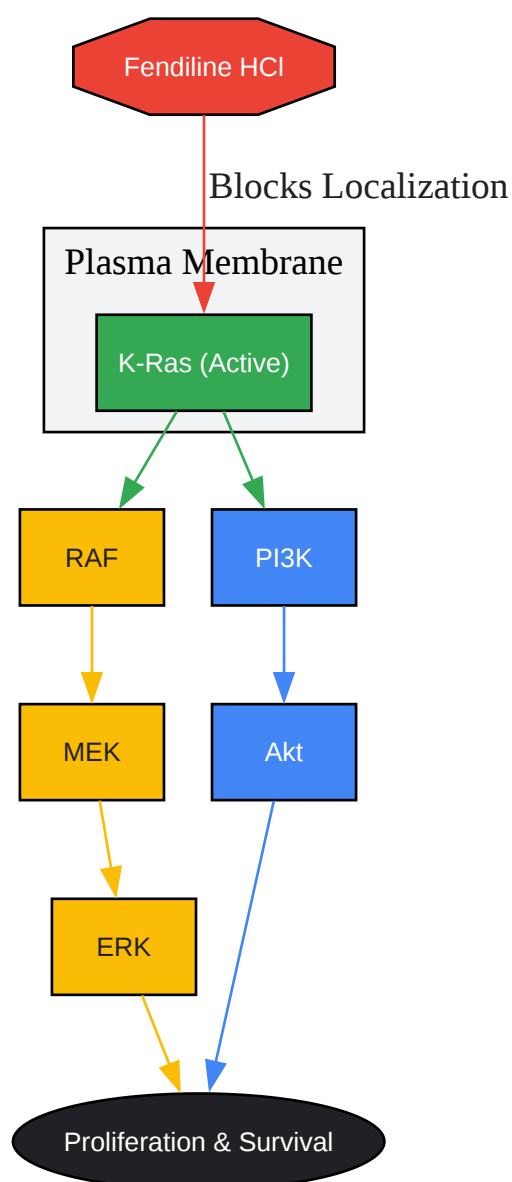 Fendiline HCl
Blocks Localization
Plasma Membrane
K-Ras (Active)
RAF
PI3K
MEK
Akt
ERK
Proliferation & Survival